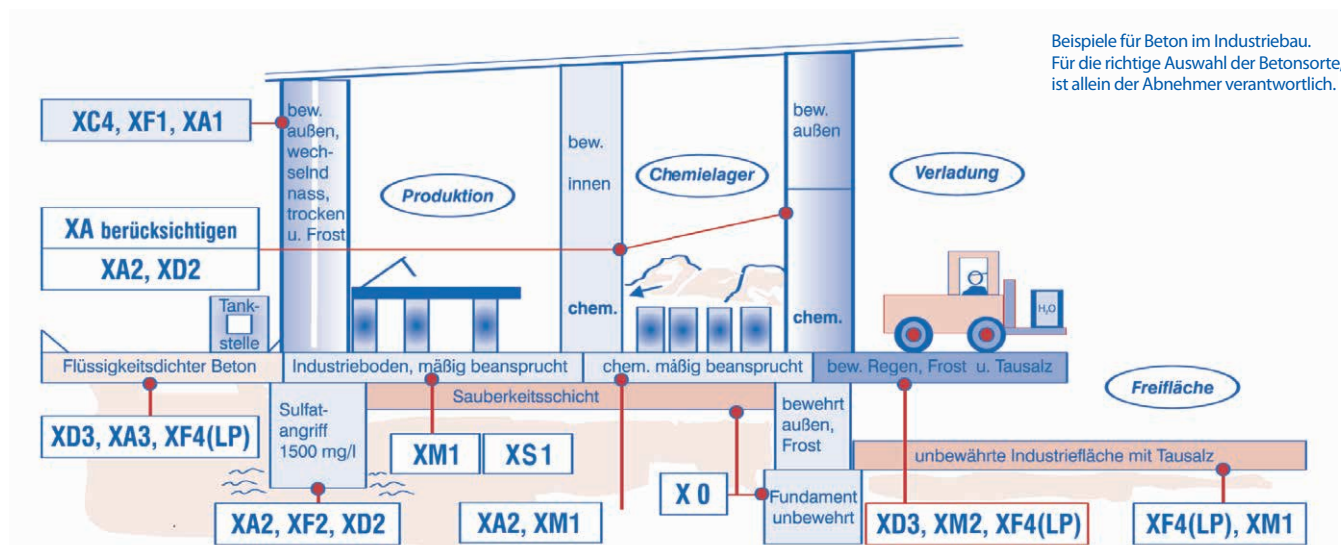 Beispiele für Beton im Industriebau.
Für die richtige Auswahl der Betonsorte,
ist allein der Abnehmer verantwortlich.
XC4, XF1, XA1
bew.
außen,
wech-
selnd
nass,
trocken
u. Frost
Produktion
bew.
innen
Chemielager
bew.
außen
Verladung
XA berücksichtigen
XA2, XD2
chem.
chem.
H₂O
Tank-
stelle
Flüssigkeitsdichter Beton
Industrieboden, mäßig beansprucht
chem. mäßig beansprucht
bew. Regen, Frost u. Tausalz
Freifläche
Sauberkeitsschicht
Sulfat-
angriff
1500 mg/l
bewehrt
außen,
Frost
XD3, XA3, XF4(LP)
XM1
XS1
unbewährte Industriefläche mit Tausalz
X 0
Fundament
unbewehrt
XA2, XF2, XD2
XA2, XM1
XD3, XM2, XF4(LP)
XF4(LP), XM1